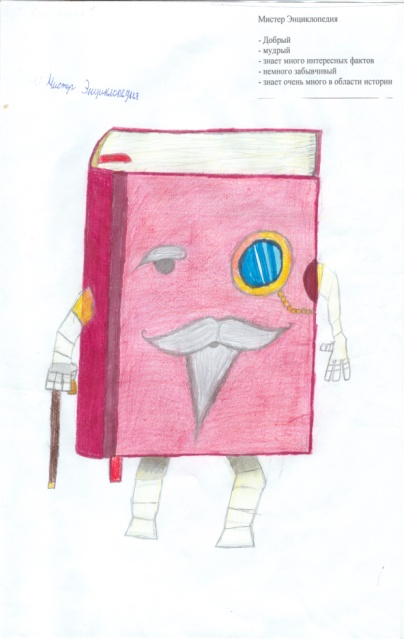 Мистер Энциклопедия
- Добрый
- мудрый
- знает много интересных фактов
- немного забывчивый
- знает очень много в области истории
Мистер Энциклопедия